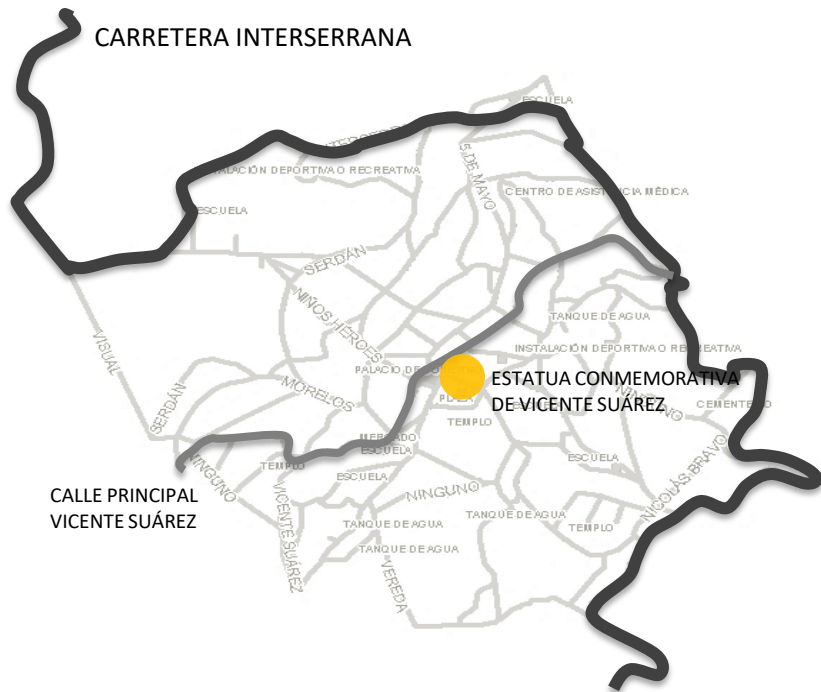 CARRETERA INTERSERRANA
ESCUELA
5 DE MAYO
INSTALACIÓN DEPORTIVA O RECREATIVA
CENTRO DE ASISTENCIA MÉDICA
ESCUELA
SERDÁN
NIÑOS HÉROES
TANQUE DE AGUA
VISUAL
INSTALACIÓN DEPORTIVA O RECREATIVA
PALACIO DE
ESTATUA CONMEMORATIVA
DE VICENTE SUÁREZ
NINGUNO
MORELOS
CEMENTERIO
SERDÁN
TEMPLO
MERCADO
ESCUELA
TEMPLO
ESCUELA
ESCUELA
NINGUNO
NINGUNO
NICOLÁS BRAVO
CALLE PRINCIPAL
VICENTE SUÁREZ
VICENTE SUÁREZ
TANQUE DE AGUA
TANQUE DE AGUA
TEMPLO
TANQUE DE AGUA
VEREDA